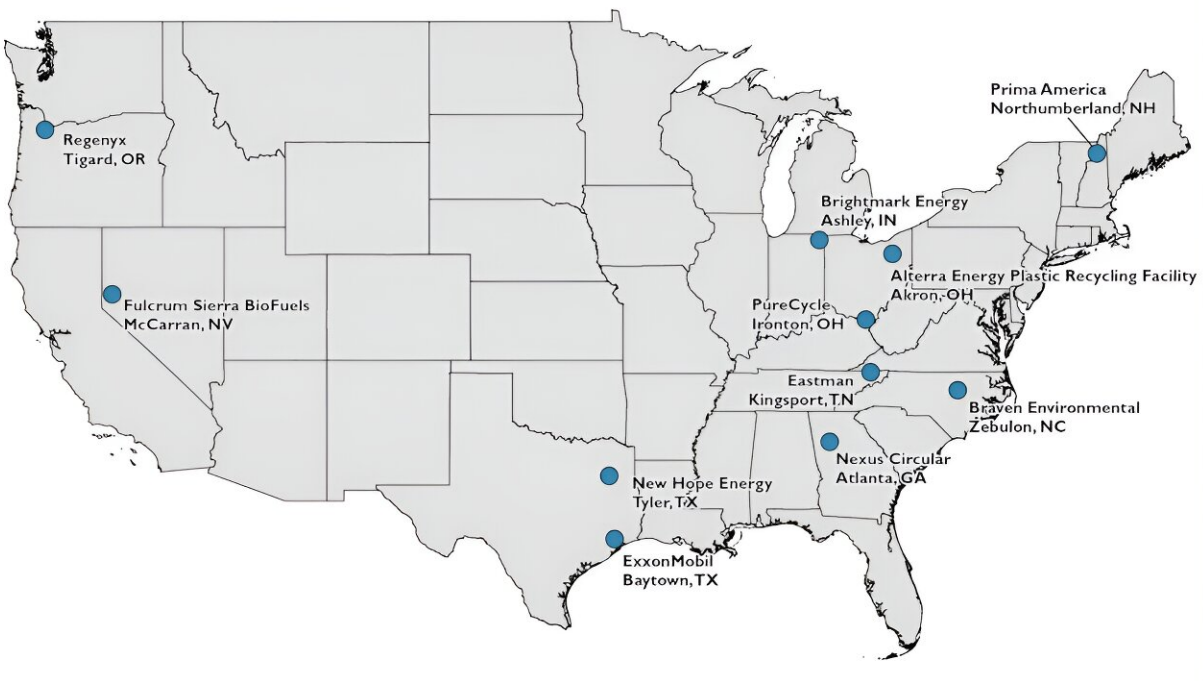 Prima America
Northumberland, NH
Regenyx
Tigard, OR
Brightmark Energy
Ashley, IN
Alterra Energy Plastic Recycling Facility
Akron, OH
Fulcrum Sierra BioFuels
McCarran, NV
PureCycle
Ironton, OH
Eastman
Kingsport, TN
Braven Environmental
Zebulon, NC
Nexus Circular
Atlanta, GA
New Hope Energy
Tyler, TX
ExxonMobil
Baytown, TX